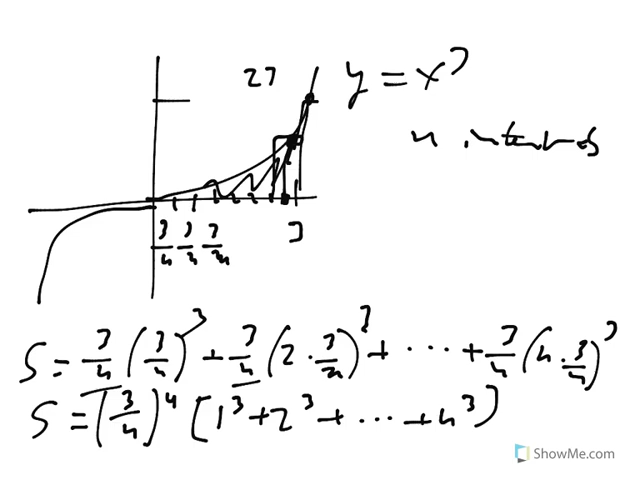 27 y = x³
n intervals
3/n 3/n 3/n
3
S = 3/n (3/n)³ + 3/n (2 · 3/n)³ + ··· + 3/n (n · 3/n)³
S = (3/n)⁴ [1³ + 2³ + ··· + n³]
ShowMe.com